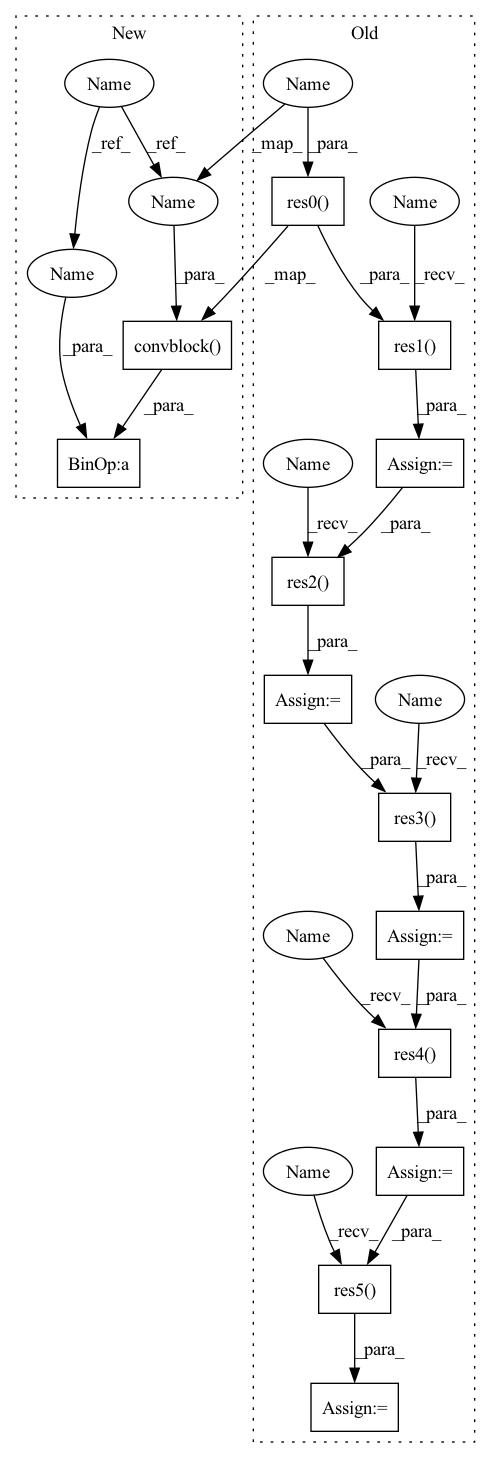 New
Old
Name
Name
_ref_
_ref_
_map_
_para_
Name
res0()
Name
Name
_para_
_map_
_para_
_recv_
_para_
convblock()
res1()
_para_
_para_
BinOp:a
Name
Assign:=
_recv_
_para_
res2()
_para_
Assign:=
Name
_para_
_recv_
res3()
_para_
Name
Assign:=
_recv_
_para_
res4()
_para_
Name
Assign:=
_recv_
_para_
res5()
_para_
Assign:=